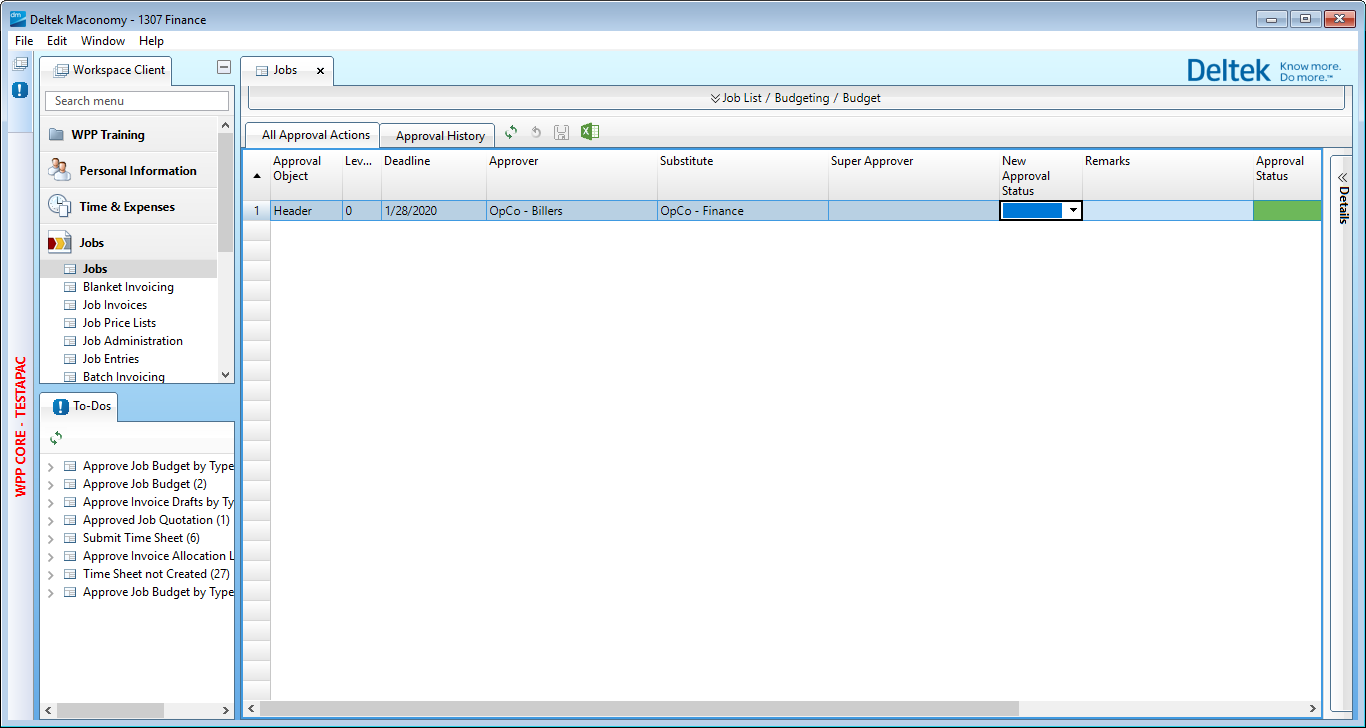 dm Deltek Maconomy - 1307 Finance
File Edit Window Help
Workspace Client
Search menu
WPP Training
Personal Information
Time & Expenses
Jobs
Jobs
Blanket Invoicing
Job Invoices
Job Price Lists
Job Administration
Job Entries
Batch Invoicing
WPP CORE - TESTAPAC
To-Dos
Approve Job Budget by Type
Approve Job Budget (2)
Approve Invoice Drafts by Ty
Approved Job Quotation (1)
Submit Time Sheet (6)
Approve Invoice Allocation L
Time Sheet not Created (27)
Approve Job Budget by Type
Jobs
Deltek Know more.
Do more.™
Job List / Budgeting / Budget
All Approval Actions Approval History
Approval Object Lev... Deadline Approver Substitute Super Approver New Approval Status Remarks Approval Status
1 Header 0 1/28/2020 OpCo - Billers OpCo - Finance
Details